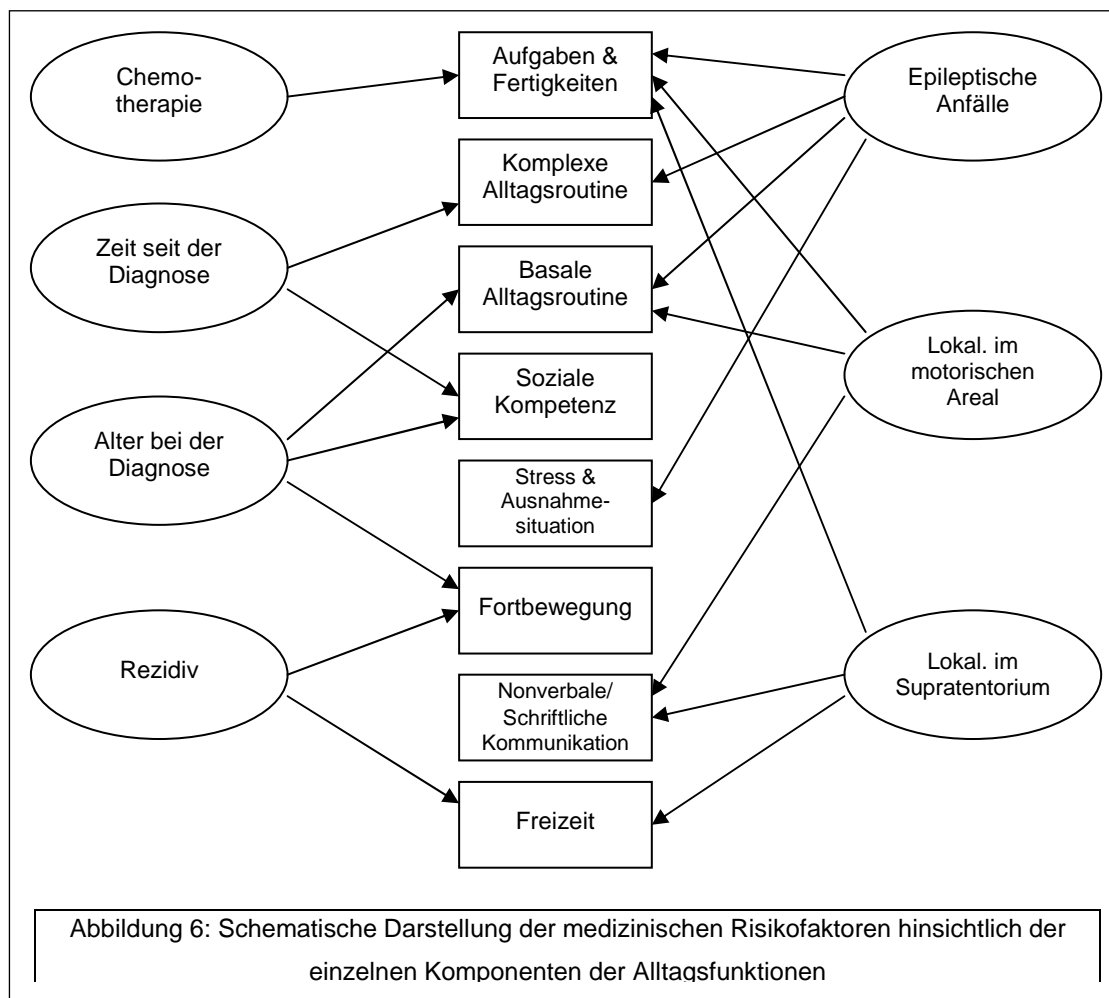 Chemo-
therapie
Zeit seit der
Diagnose
Alter bei der
Diagnose
Rezidiv
Aufgaben &
Fertigkeiten
Komplexe
Alltagsroutine
Basale
Alltagsroutine
Soziale
Kompetenz
Stress &
Ausnahme-
situation
Fortbewegung
Nonverbale/
Schriftliche
Kommunikation
Freizeit
Epileptische
Anfälle
Lokal. im
motorischen
Areal
Lokal. im
Supratentorium
Abbildung 6: Schematische Darstellung der medizinischen Risikofaktoren hinsichtlich der
einzelnen Komponenten der Alltagsfunktionen